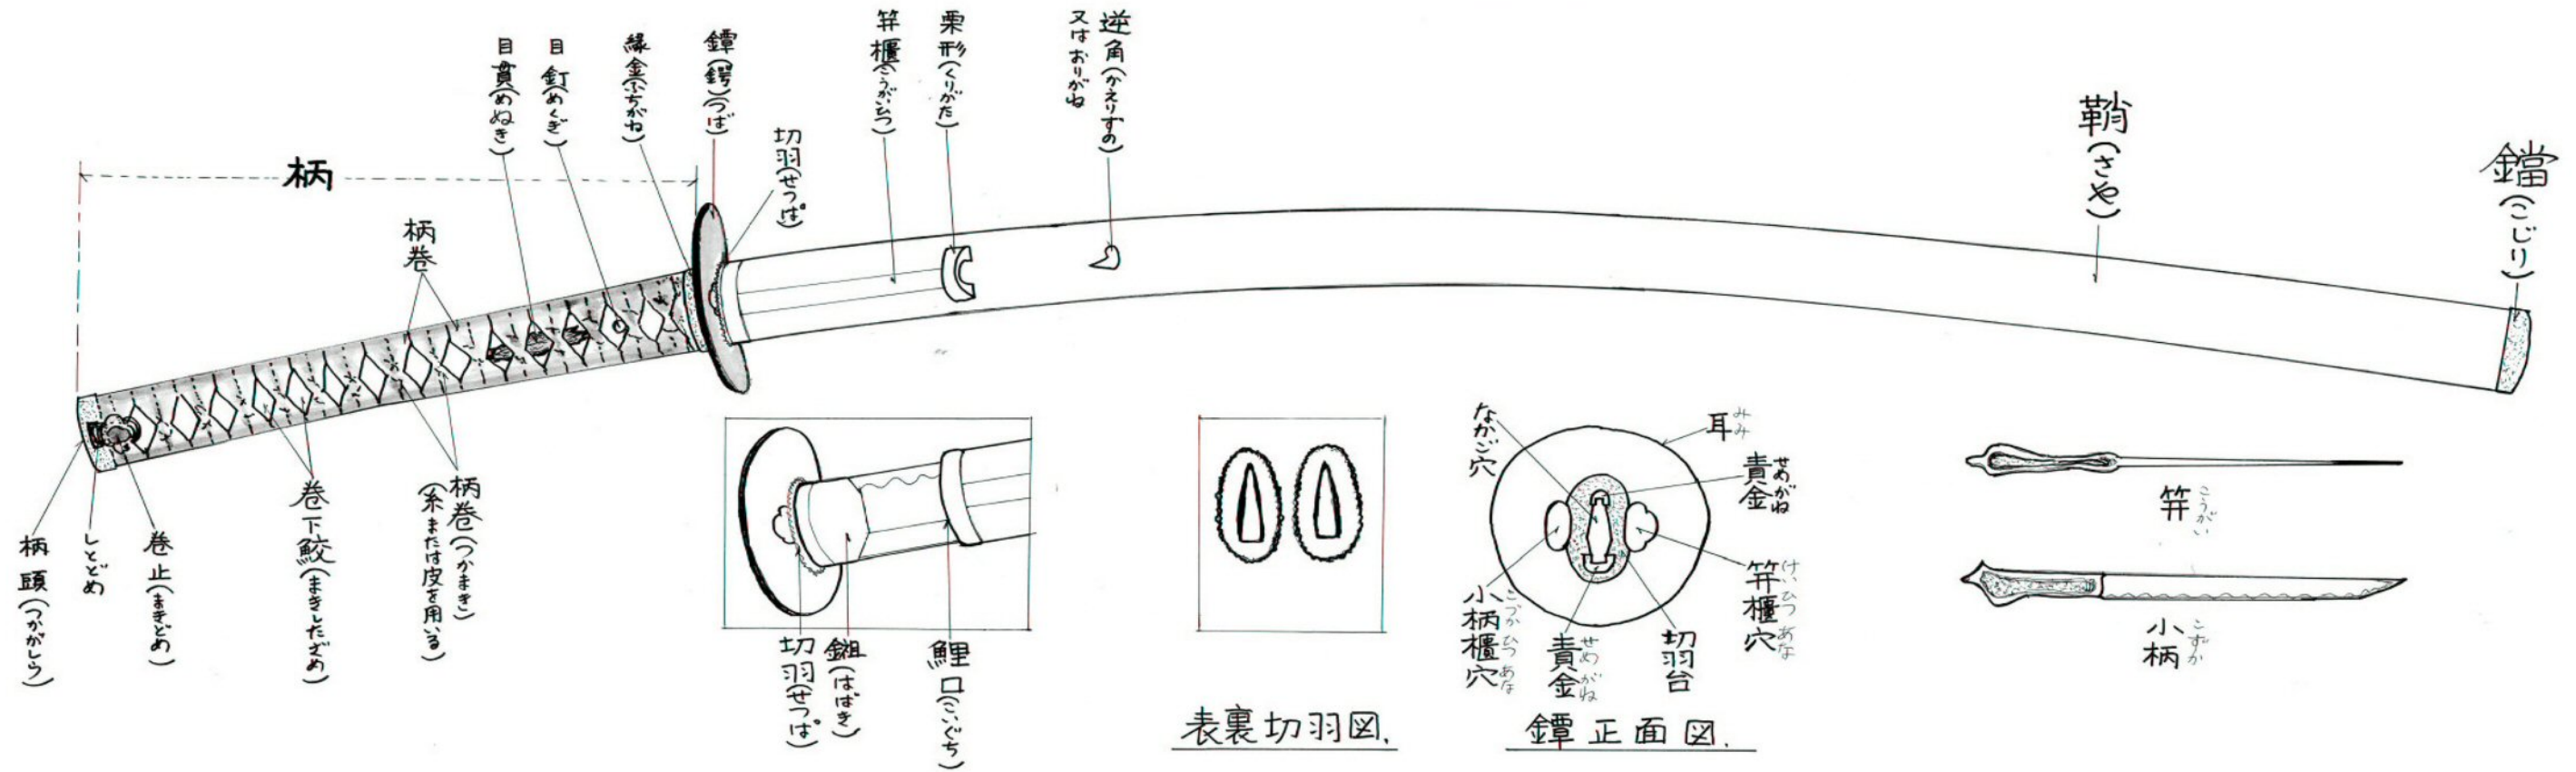 柄
目貫(めぬき)
目釘(めくぎ)
縁金(ふちがね)
鐔(鍔)(つば)
切羽(せっぱ)
笄櫃(こうがいひつ)
栗形(くりがた)
逆角(かえりずの)
又はおりがね
鞘(さや)
鐺(こじり)
柄巻
柄頭(つかがしら)
しとどめ
巻止(まきどめ)
巻下鮫(まきしたざめ)
柄巻(つかまき)
(糸または皮を用いる)
切羽(せっぱ)
鎺(はばき)
鯉口(こいぐち)
表裏切羽図.
なかご穴
耳
みみ
責金
せめがね
笄櫃穴
けいひつあな
切羽台
責金
せめがね
小柄櫃穴
こづかひつあな
鐔正面図.
笄
こうがい
小柄
こずか